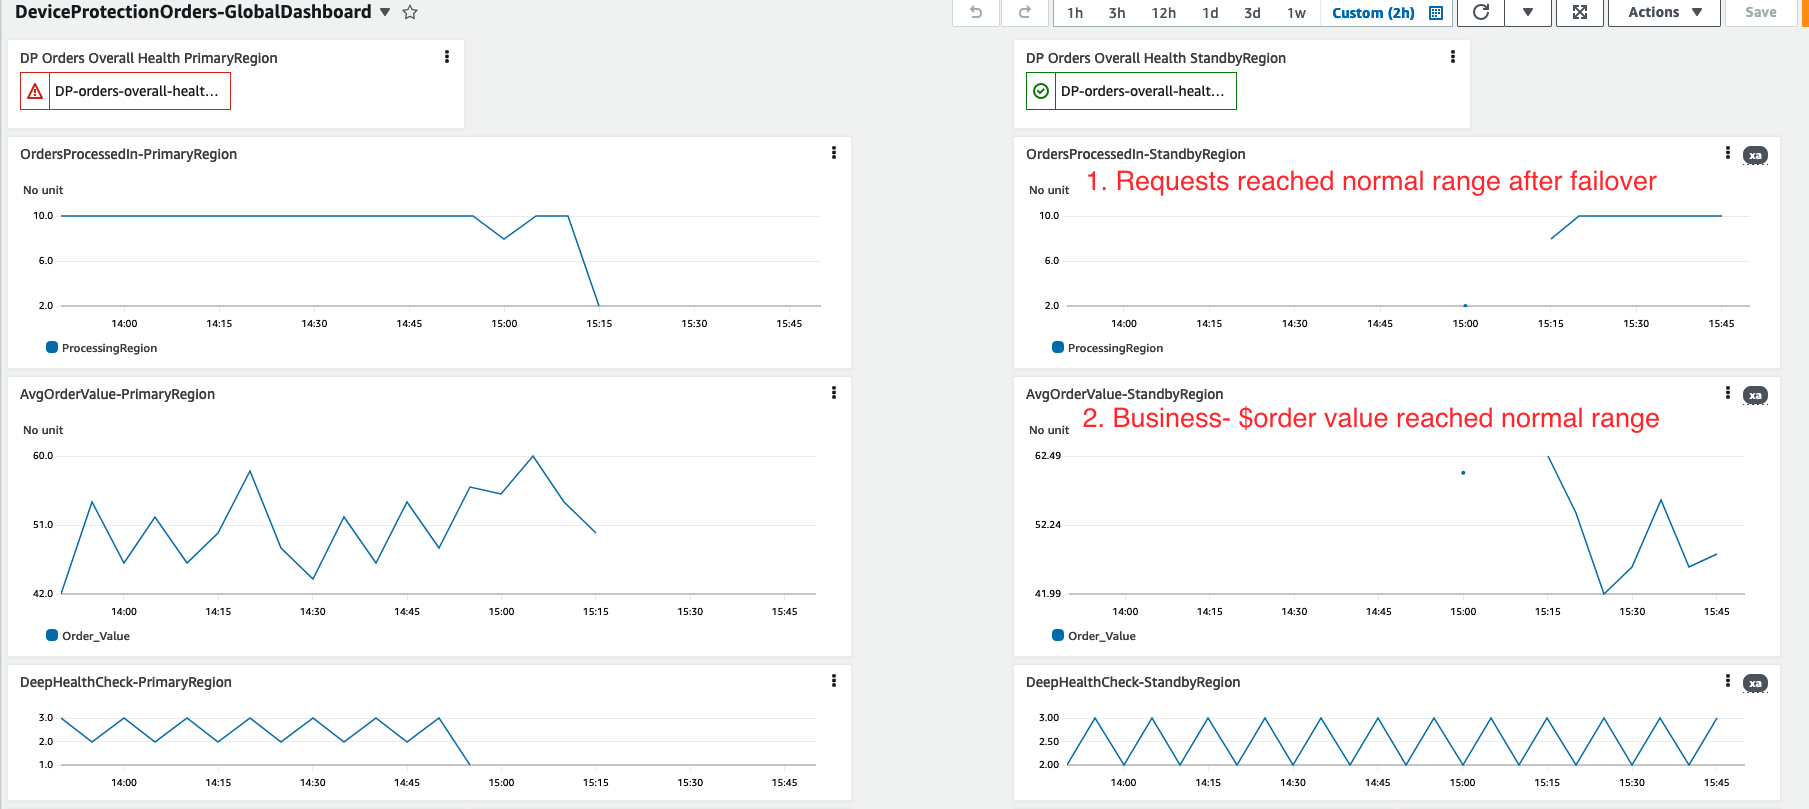 DeviceProtectionOrders-GlobalDashboard
1h 3h 12h 1d 3d 1w Custom (2h) Actions Save
DP Orders Overall Health PrimaryRegion
DP-orders-overall-healt...
DP Orders Overall Health StandbyRegion
DP-orders-overall-healt...
OrdersProcessedIn-PrimaryRegion
No unit
10.0
6.0
2.0
14:00 14:15 14:30 14:45 15:00 15:15 15:30 15:45
ProcessingRegion
OrdersProcessedIn-StandbyRegion
xa
No unit
1. Requests reached normal range after failover
10.0
6.0
2.0
14:00 14:15 14:30 14:45 15:00 15:15 15:30 15:45
ProcessingRegion
AvgOrderValue-PrimaryRegion
No unit
60.0
51.0
42.0
14:00 14:15 14:30 14:45 15:00 15:15 15:30 15:45
Order_Value
AvgOrderValue-StandbyRegion
xa
No unit
2. Business- $order value reached normal range
62.49
52.24
41.99
14:00 14:15 14:30 14:45 15:00 15:15 15:30 15:45
Order_Value
DeepHealthCheck-PrimaryRegion
3.0
2.0
1.0
14:00 14:15 14:30 14:45 15:00 15:15 15:30 15:45
DeepHealthCheck-StandbyRegion
xa
3.00
2.50
2.00
14:00 14:15 14:30 14:45 15:00 15:15 15:30 15:45